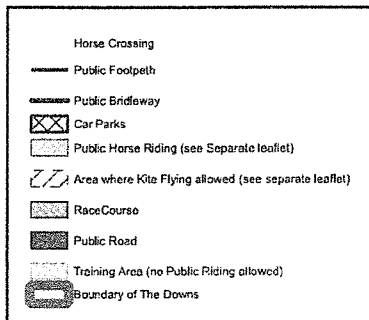 Horse Crossing
Public Footpath
Public Bridleway
Car Parks
Public Horse Riding (see Separate leaflet)
Area where Kite Flying allowed (see separate leaflet)
RaceCourse
Public Road
Training Area (no Public Riding allowed)
Boundary of The Downs